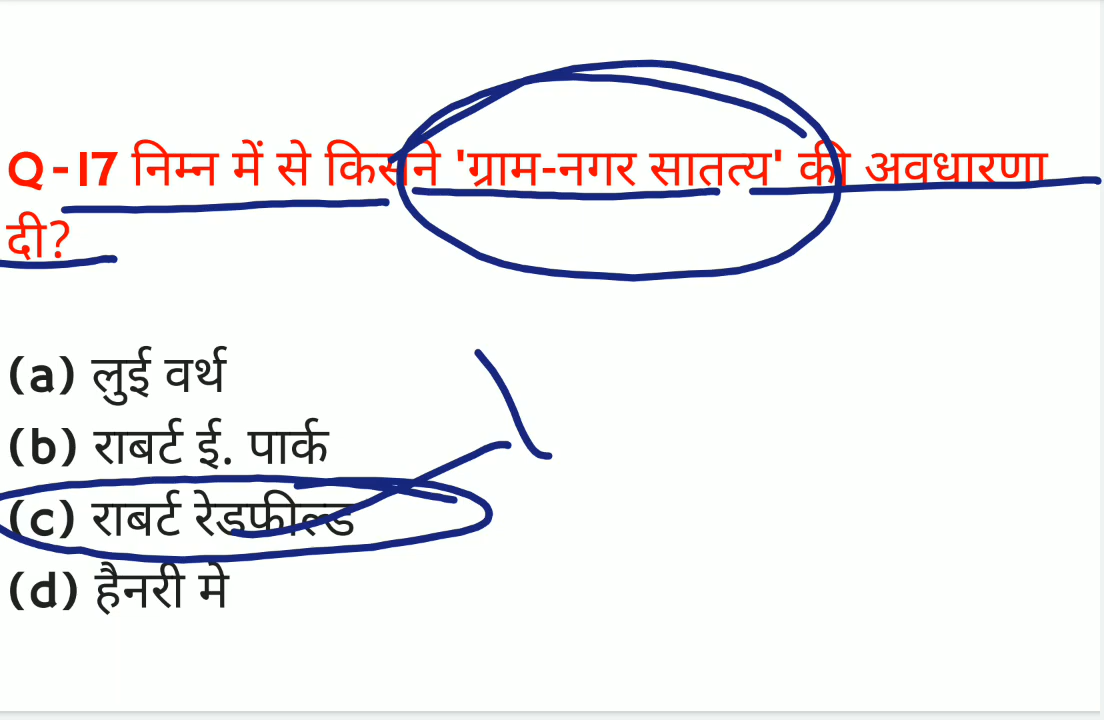 Q-17 निम्न में से किसने 'ग्राम-नगर सातत्य' की अवधारणा
दी?
(a) लुई वर्थ
(b) राबर्ट ई. पार्क
(c) राबर्ट रेडफील्ड
(d) हैनरी मे